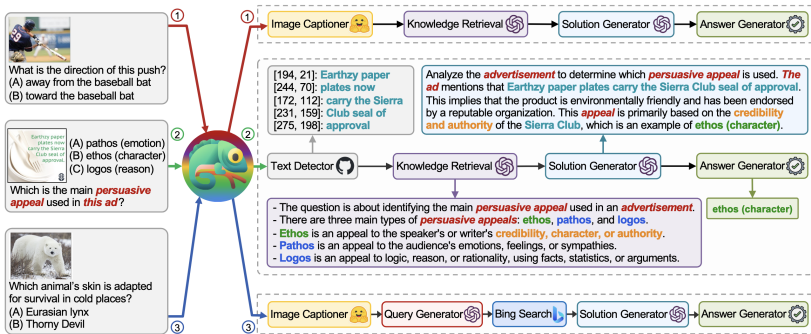 What is the direction of this push?
(A) away from the baseball bat
(B) toward the baseball bat
1
1
Image Captioner
Knowledge Retrieval
Solution Generator
Answer Generator
Earthzy paper
plates now
carry the Sierra
Club seal of
approval.
(A) pathos (emotion)
(B) ethos (character)
(C) logos (reason)
Which is the main persuasive
appeal used in this ad?
2
2
[194, 21]: Earthzy paper
[244, 70]: plates now
[172, 112]: carry the Sierra
[231, 159]: Club seal of
[275, 198]: approval
Analyze the advertisement to determine which persuasive appeal is used. The
ad mentions that Earthzy paper plates carry the Sierra Club seal of approval.
This implies that the product is environmentally friendly and has been endorsed
by a reputable organization. This appeal is primarily based on the credibility
and authority of the Sierra Club, which is an example of ethos (character).
Text Detector
Knowledge Retrieval
Solution Generator
Answer Generator
- The question is about identifying the main persuasive appeal used in an advertisement.
- There are three main types of persuasive appeals: ethos, pathos, and logos.
- Ethos is an appeal to the speaker's or writer's credibility, character, or authority.
- Pathos is an appeal to the audience's emotions, feelings, or sympathies.
- Logos is an appeal to logic, reason, or rationality, using facts, statistics, or arguments.
ethos (character)
Which animal's skin is adapted
for survival in cold places?
(A) Eurasian lynx
(B) Thorny Devil
3
3
Image Captioner
Query Generator
Bing Search
Solution Generator
Answer Generator